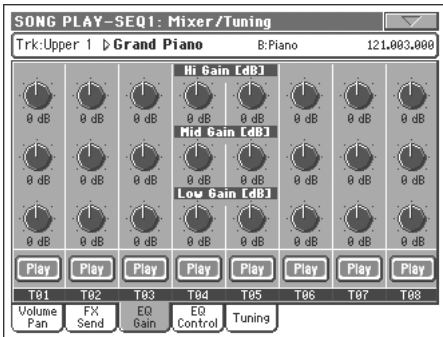 SONG PLAY-SEQ1: Mixer/Tuning
Trk:Upper 1 ▷Grand Piano B:Piano 121.003.000
Hi Gain [dB]
0 dB 0 dB 0 dB 0 dB 0 dB 0 dB 0 dB 0 dB
Mid Gain [dB]
0 dB 0 dB 0 dB 0 dB 0 dB 0 dB 0 dB 0 dB
Low Gain [dB]
0 dB 0 dB 0 dB 0 dB 0 dB 0 dB 0 dB 0 dB
Play Play Play Play Play Play Play Play
T01 T02 T03 T04 T05 T06 T07 T08
Volume Pan FX Send EQ Gain EQ Control Tuning